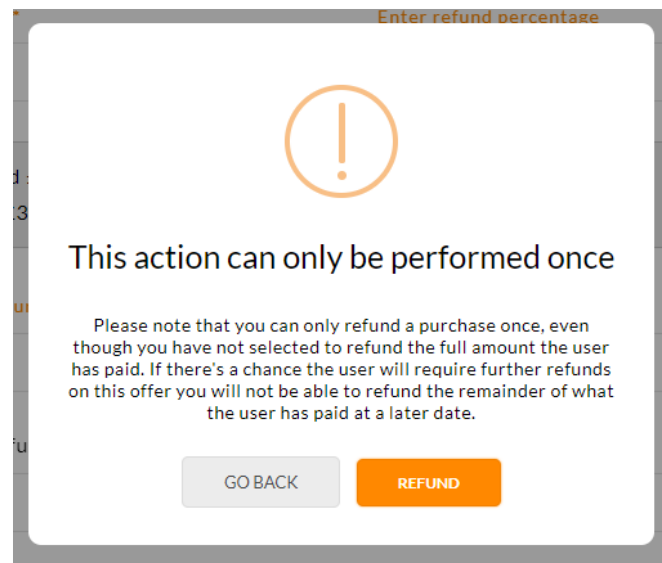 *
Enter refund percentage
This action can only be performed once
Please note that you can only refund a purchase once, even
though you have not selected to refund the full amount the user
has paid. If there's a chance the user will require further refunds
on this offer you will not be able to refund the remainder of what
the user has paid at a later date.
GO BACK
REFUND